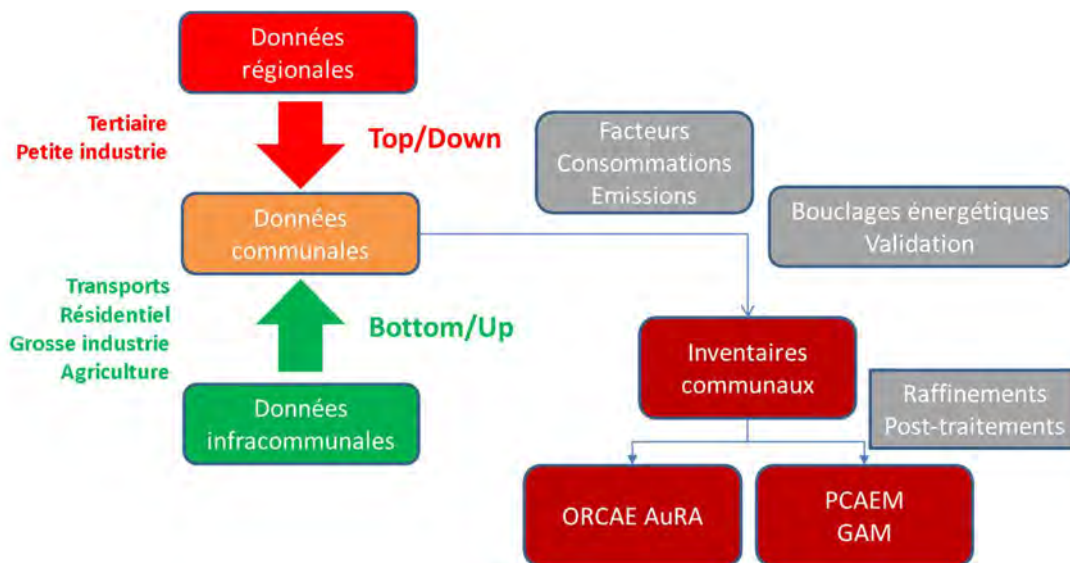 Données
régionales
Tertiaire
Petite industrie
Top/Down
Facteurs
Consommations
Emissions
Données
communales
Bouclages énergétiques
Validation
Transports
Résidentiel
Grosse industrie
Agriculture
Bottom/Up
Inventaires
communaux
Données
infracommunales
Raffinements
Post-traitements
ORCAE AuRA
PCAEM
GAM